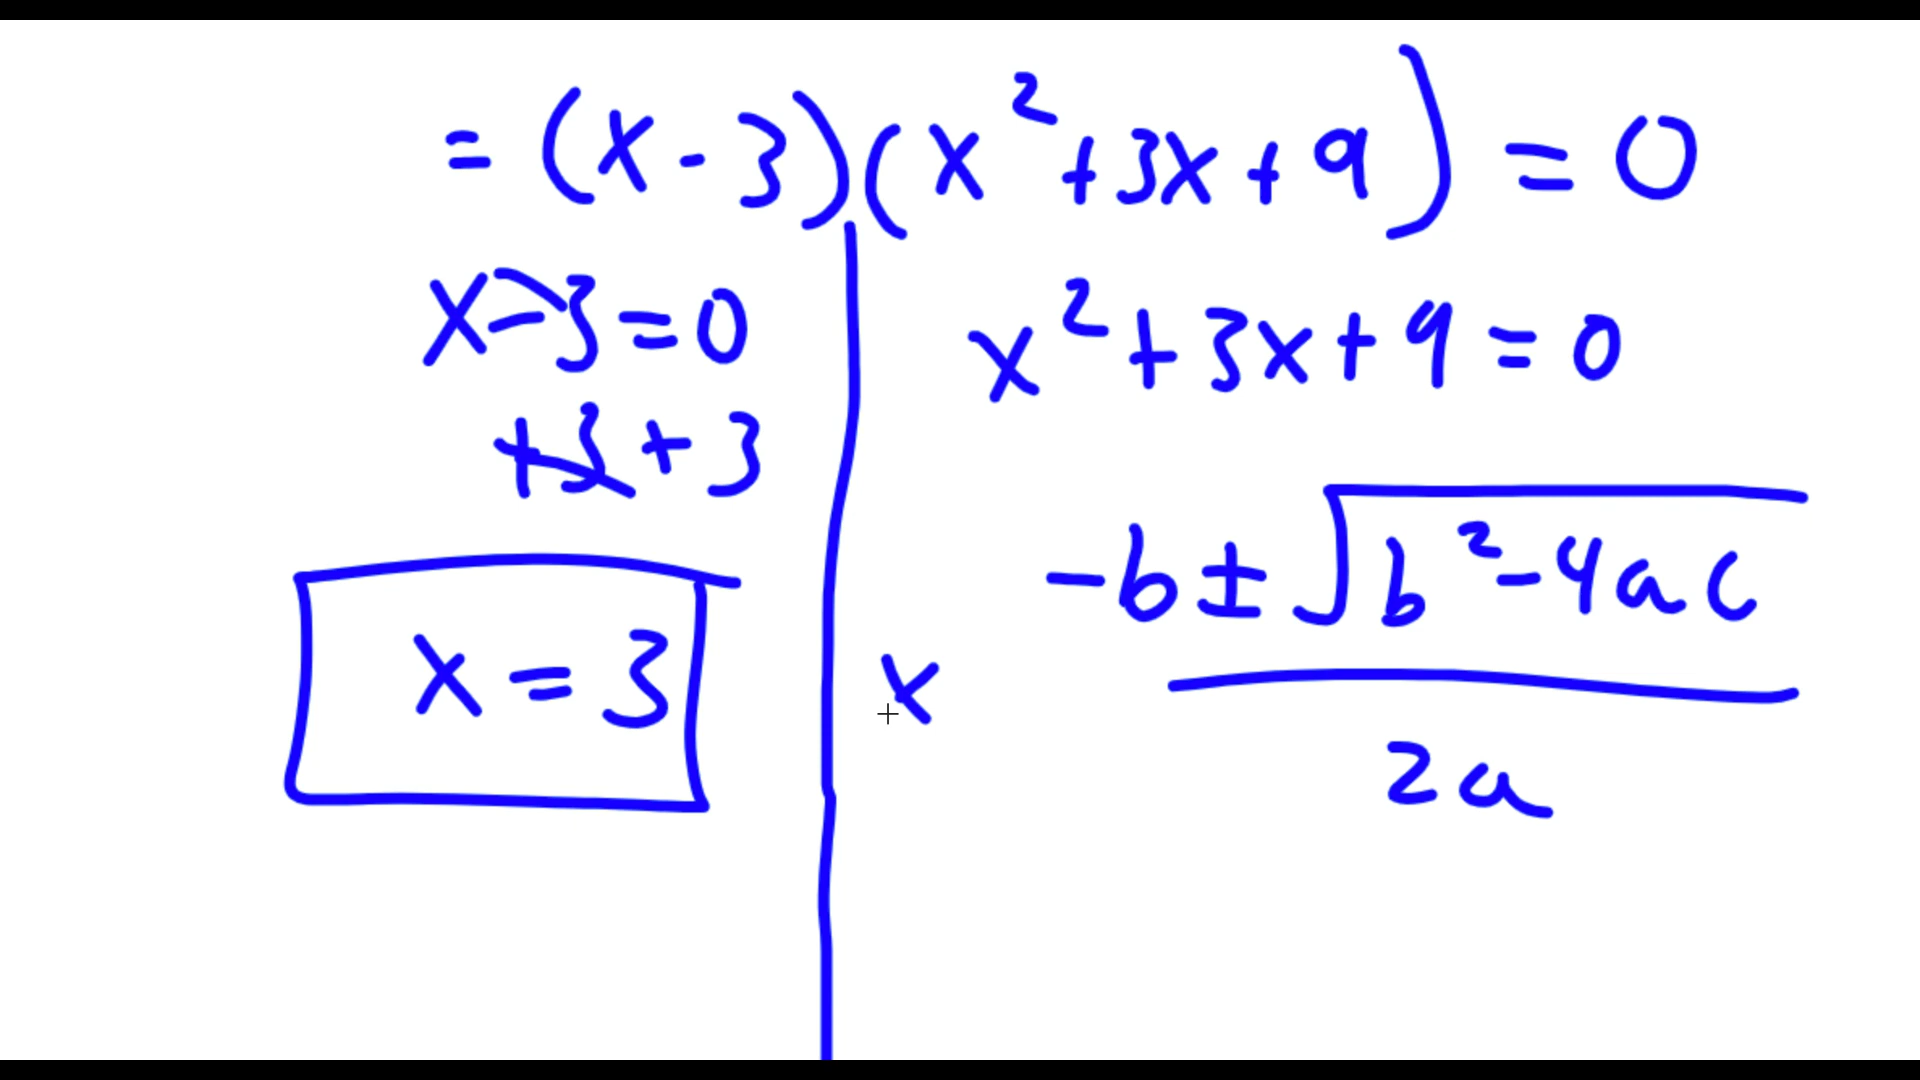 = (x - 3)(x² + 3x + 9) = 0
x - 3 = 0
+3 + 3
x = 3
x² + 3x + 9 = 0
-b ± √b² - 4ac
x
2a